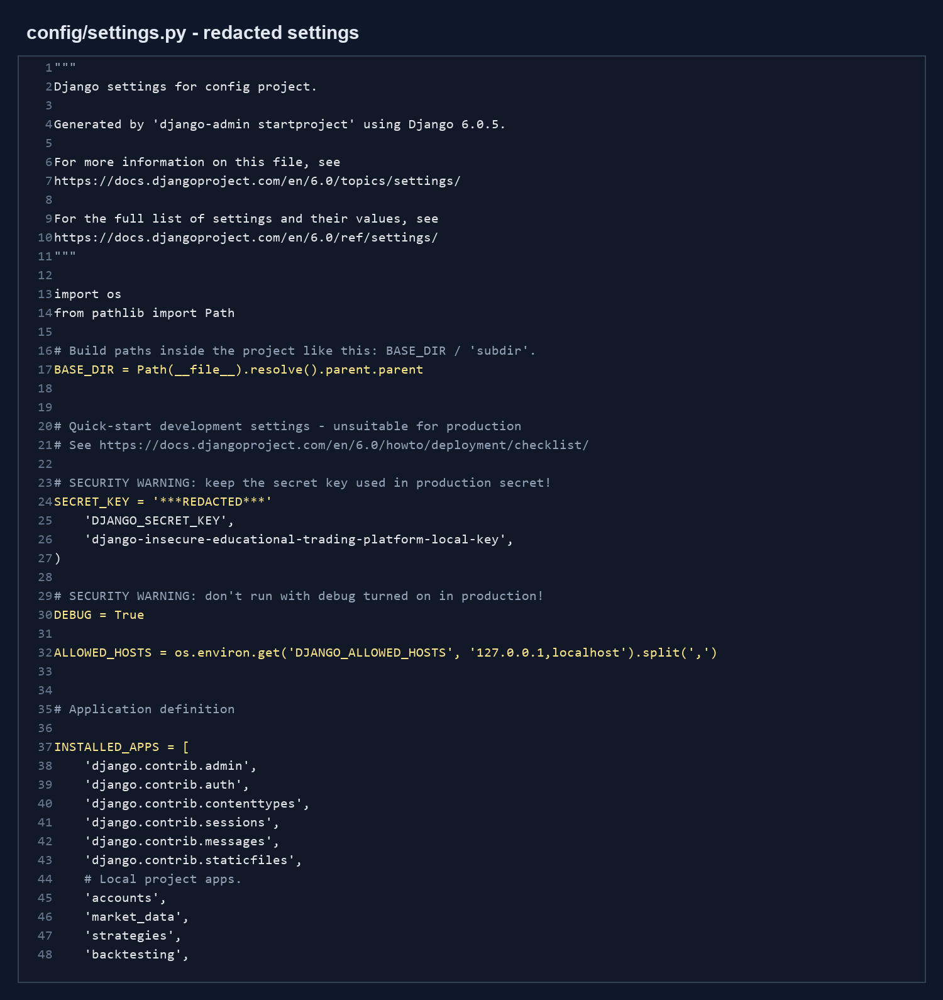 config/settings.py - redacted settings
1"""
2Django settings for config project.
3
4Generated by 'django-admin startproject' using Django 6.0.5.
5
6For more information on this file, see
7https://docs.djangoproject.com/en/6.0/topics/settings/
8
9For the full list of settings and their values, see
10https://docs.djangoproject.com/en/6.0/ref/settings/
11"""
12
13import os
14from pathlib import Path
15
16# Build paths inside the project like this: BASE_DIR / 'subdir'.
17BASE_DIR = Path(__file__).resolve().parent.parent
18
19
20# Quick-start development settings - unsuitable for production
21# See https://docs.djangoproject.com/en/6.0/howto/deployment/checklist/
22
23# SECURITY WARNING: keep the secret key used in production secret!
24SECRET_KEY = '***REDACTED***'
25    'DJANGO_SECRET_KEY',
26    'django-insecure-educational-trading-platform-local-key',
27)
28
29# SECURITY WARNING: don't run with debug turned on in production!
30DEBUG = True
31
32ALLOWED_HOSTS = os.environ.get('DJANGO_ALLOWED_HOSTS', '127.0.0.1,localhost').split(',')
33
34
35# Application definition
36
37INSTALLED_APPS = [
38    'django.contrib.admin',
39    'django.contrib.auth',
40    'django.contrib.contenttypes',
41    'django.contrib.sessions',
42    'django.contrib.messages',
43    'django.contrib.staticfiles',
44    # Local project apps.
45    'accounts',
46    'market_data',
47    'strategies',
48    'backtesting',